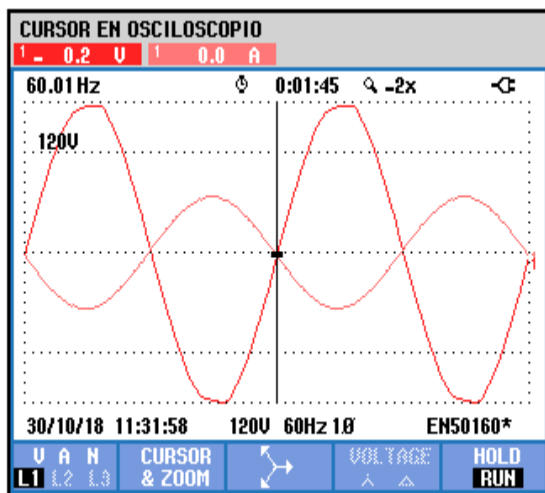 CURSOR EN OSCILOSCOPIO
1 - 0.2 V 1 0.0 A
60.01 Hz 0:01:45 -2x
120V
1
30/10/18 11:31:58 120V 60Hz 1Ø EN50160*
V A N CURSOR VOLTAGE HOLD
L1 L2 L3 & ZOOM RUN